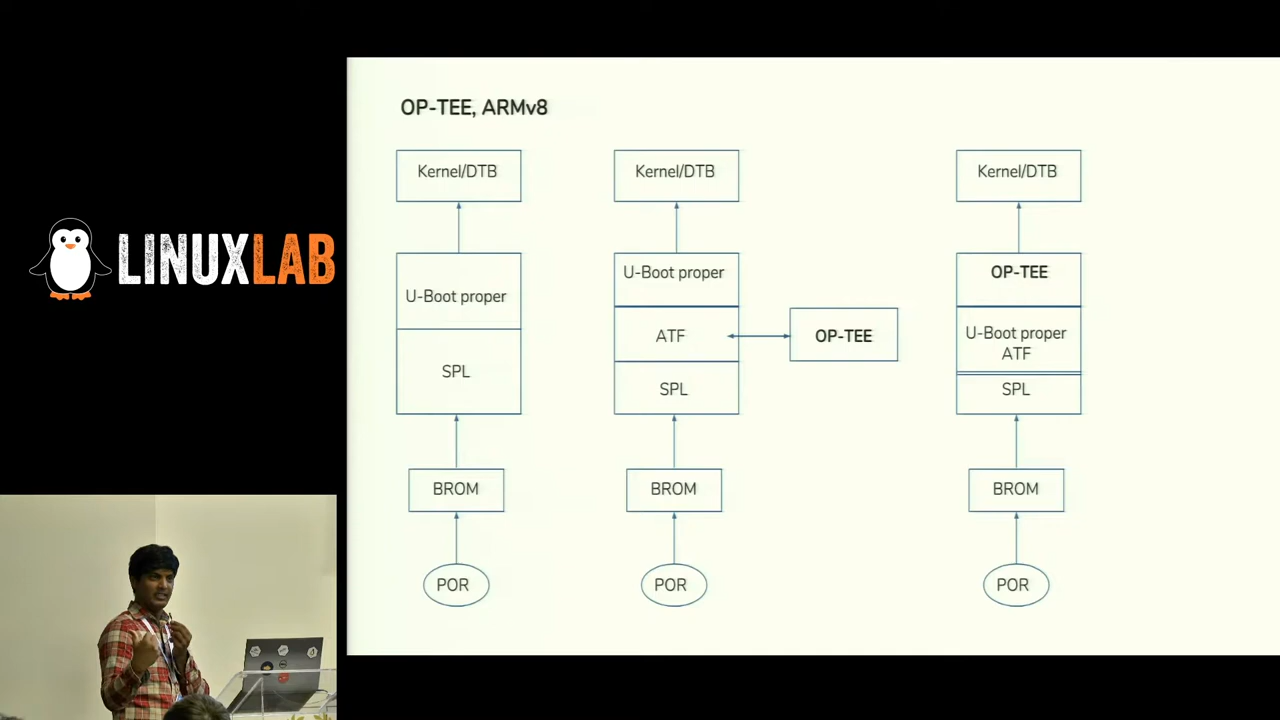 LINUXLAB
OP-TEE, ARMv8
Kernel/DTB
U-Boot proper
SPL
BROM
POR
Kernel/DTB
U-Boot proper
ATF
SPL
BROM
POR
OP-TEE
Kernel/DTB
OP-TEE
U-Boot proper
ATF
SPL
BROM
POR